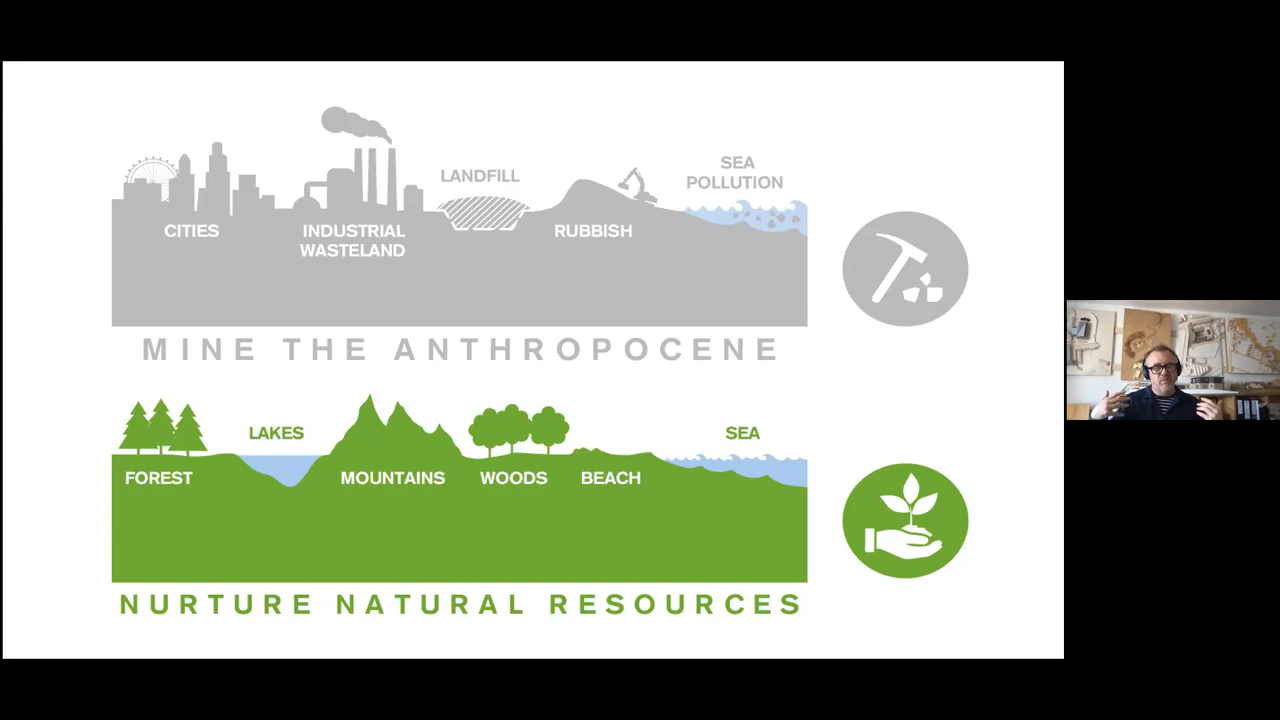 LANDFILL
SEA
POLLUTION
CITIES
INDUSTRIAL
WASTELAND
RUBBISH
MINE THE ANTHROPOCENE
LAKES
SEA
FOREST
MOUNTAINS
WOODS
BEACH
NURTURE NATURAL RESOURCES